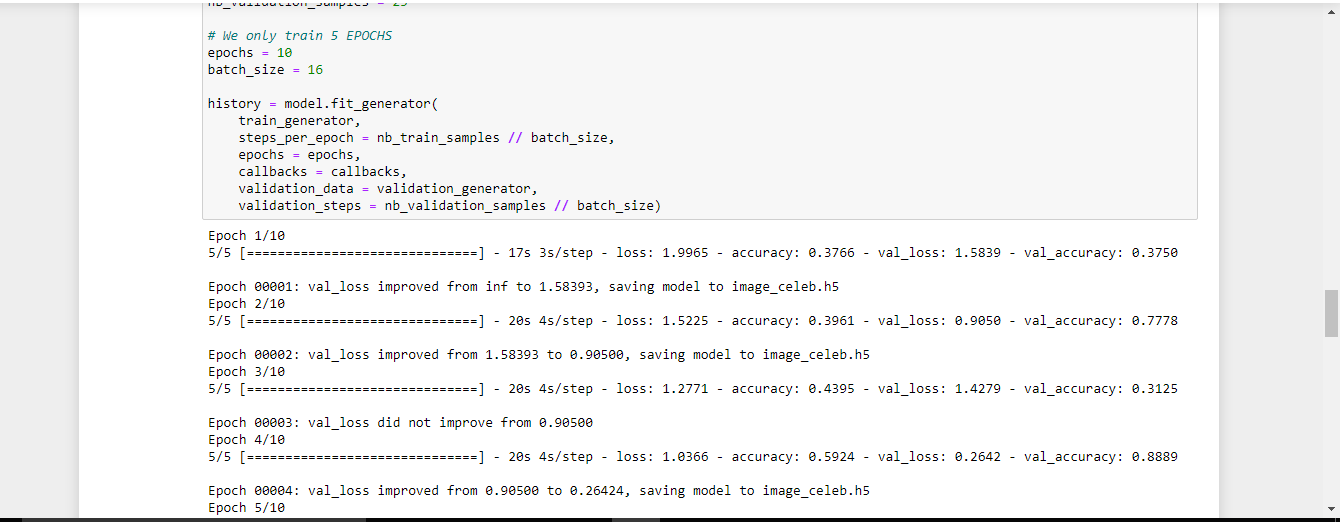 # We only train 5 EPOCHS
epochs = 10
batch_size = 16
history = model.fit_generator(
train_generator,
steps_per_epoch = nb_train_samples // batch_size,
epochs = epochs,
callbacks = callbacks,
validation_data = validation_generator,
validation_steps = nb_validation_samples // batch_size)
Epoch 1/10
5/5 [==============================] - 17s 3s/step - loss: 1.9965 - accuracy: 0.3766 - val_loss: 1.5839 - val_accuracy: 0.3750
Epoch 00001: val_loss improved from inf to 1.58393, saving model to image_celeb.h5
Epoch 2/10
5/5 [==============================] - 20s 4s/step - loss: 1.5225 - accuracy: 0.3961 - val_loss: 0.9050 - val_accuracy: 0.7778
Epoch 00002: val_loss improved from 1.58393 to 0.90500, saving model to image_celeb.h5
Epoch 3/10
5/5 [==============================] - 20s 4s/step - loss: 1.2771 - accuracy: 0.4395 - val_loss: 1.4279 - val_accuracy: 0.3125
Epoch 00003: val_loss did not improve from 0.90500
Epoch 4/10
5/5 [==============================] - 20s 4s/step - loss: 1.0366 - accuracy: 0.5924 - val_loss: 0.2642 - val_accuracy: 0.8889
Epoch 00004: val_loss improved from 0.90500 to 0.26424, saving model to image_celeb.h5
Epoch 5/10